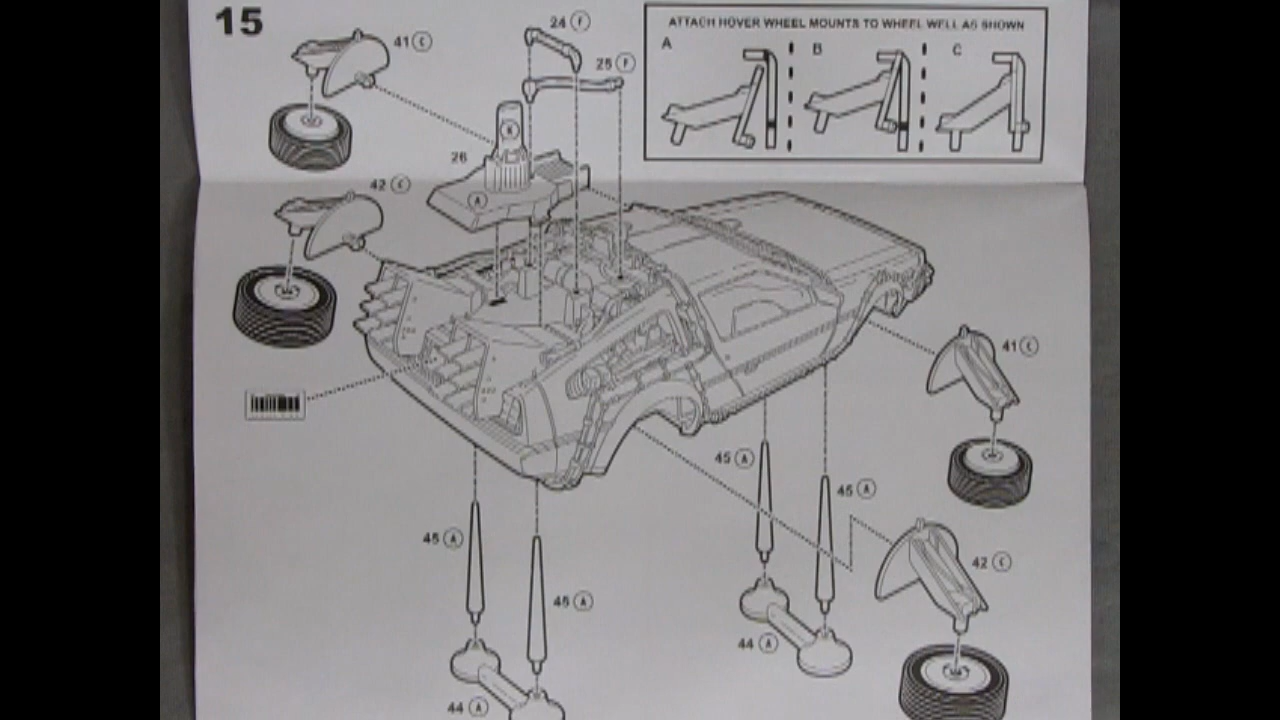 15
24 F
41 C
25 F
ATTACH HOVER WHEEL MOUNTS TO WHEEL WELL AS SHOWN
A B C
K
26
42 C
A
41 C
45 A
45 A
45 A
42 C
45 A
44 A
44 A